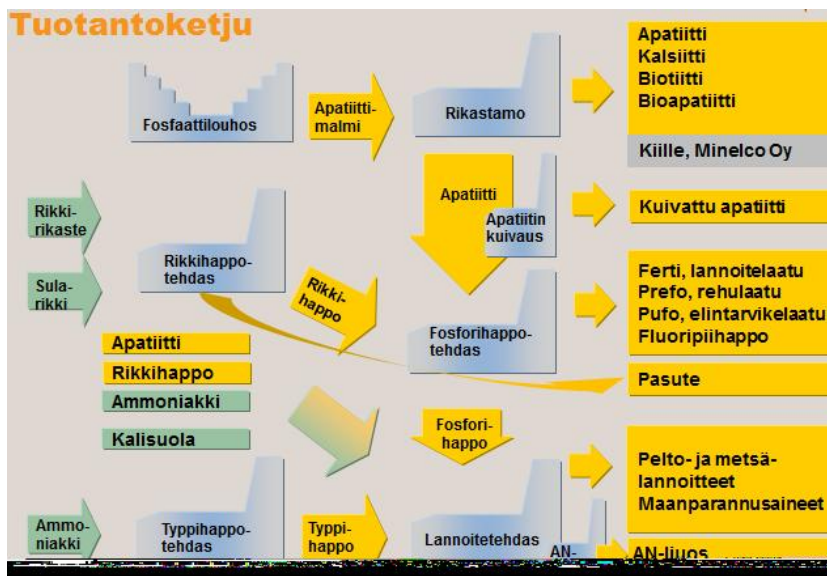 Tuotantoketju
Fosfaattilouhos
Apatiitti-
malmi
Rikastamo
Apatiitti
Kalsiitti
Biotiitti
Bioapatiitti
Kiille, Minelco Oy
Rikki-
rikaste
Sula-
rikki
Rikkihappo-
tehdas
Rikki-
happo
Apatiitti
Apatiitin
kuivaus
Kuivattu apatiitti
Fosforihappo-
tehdas
Ferti, lannoitelaatu
Prefo, rehulaatu
Pufo, elintarvikelaatu
Fluoripiihappo
Pasute
Apatiitti
Rikkihappo
Ammoniakki
Kalisuola
Fosfori-
happo
Ammo-
niakki
Typpihappo-
tehdas
Typpi-
happo
Lannoitetehdas
AN-
Pelto- ja metsä-
lannoitteet
Maanparannusaineet
AN-liuos